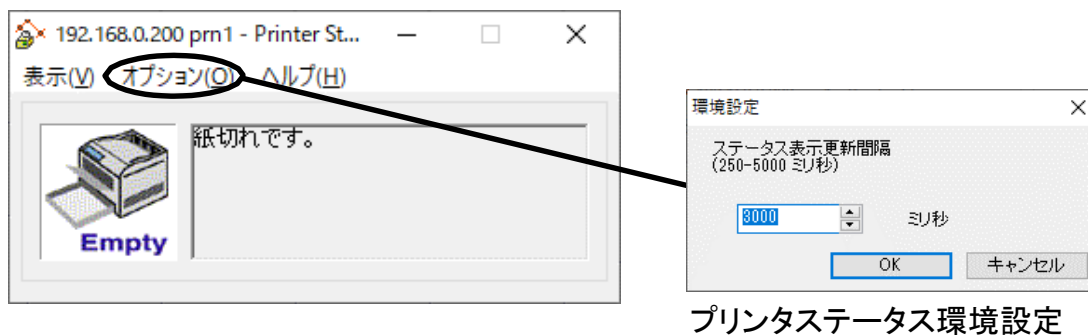 192.168.0.200 prn1 - Printer St...
表示(V) オプション(O) ヘルプ(H)
紙切れです。
Empty
環境設定
ステータス表示更新間隔
(250-5000 ミリ秒)
3000 ミリ秒
OK キャンセル
プリンタステータス環境設定